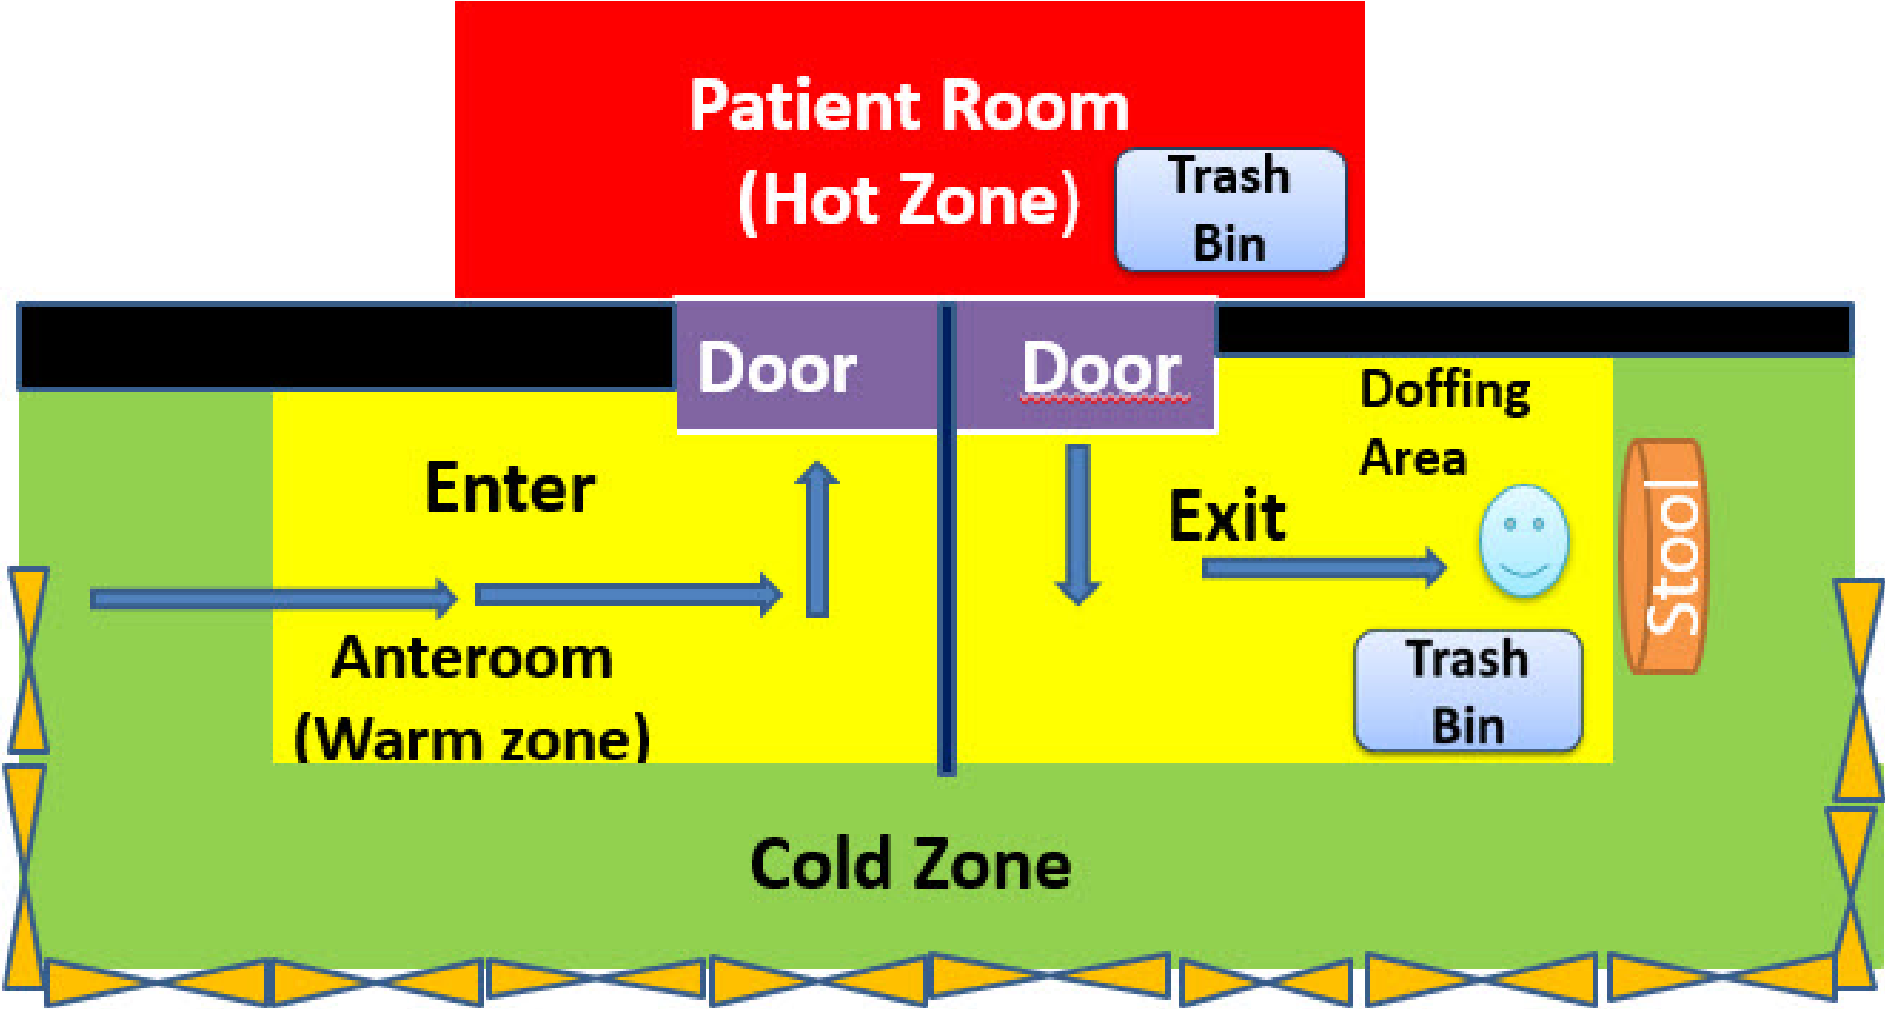 Patient Room
(Hot Zone)
Trash
Bin
Door
Door
Enter
Anteroom
(Warm zone)
Exit
Doffing
Area
Stool
Trash
Bin
Cold Zone